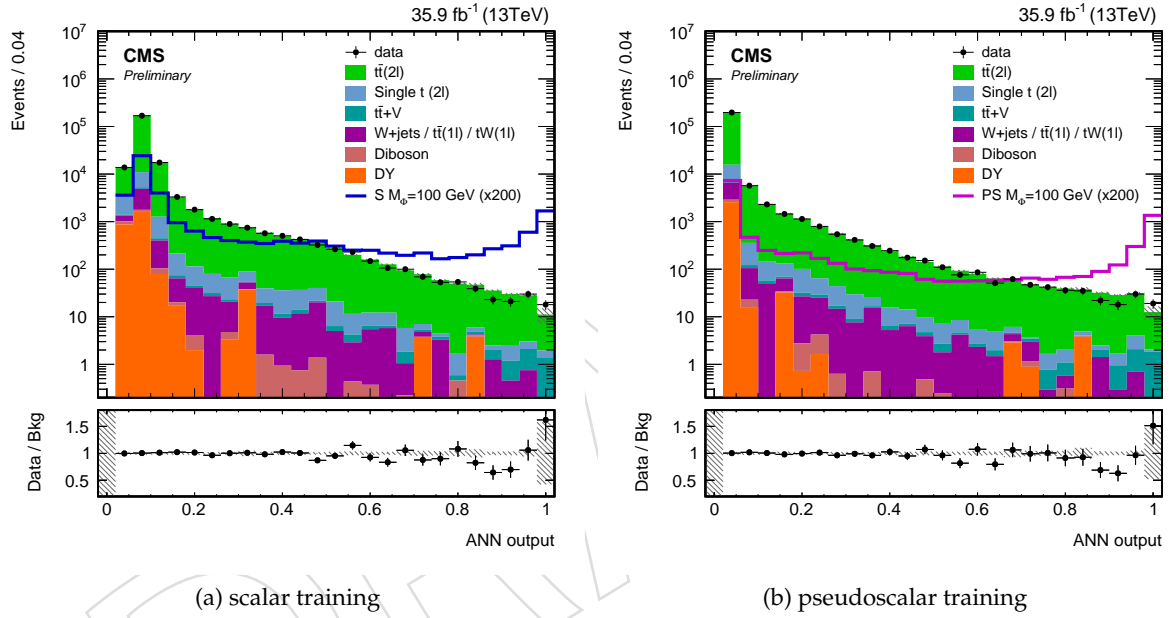 35.9 fb⁻¹ (13TeV)
Events / 0.04
10⁷
10⁶
10⁵
10⁴
10³
10²
10
1
CMS
Preliminary
data
tt̄(2l)
Single t (2l)
tt̄+V
W+jets / tt̄(1l) / tW(1l)
Diboson
DY
S M_Φ=100 GeV (x200)
Data / Bkg
1.5
1.0
0.5
0
0.2
0.4
0.6
0.8
1
ANN output
(a) scalar training
35.9 fb⁻¹ (13TeV)
Events / 0.04
10⁷
10⁶
10⁵
10⁴
10³
10²
10
1
CMS
Preliminary
data
tt̄(2l)
Single t (2l)
tt̄+V
W+jets / tt̄(1l) / tW(1l)
Diboson
DY
PS M_Φ=100 GeV (x200)
Data / Bkg
1.5
1.0
0.5
0
0.2
0.4
0.6
0.8
1
ANN output
(b) pseudoscalar training